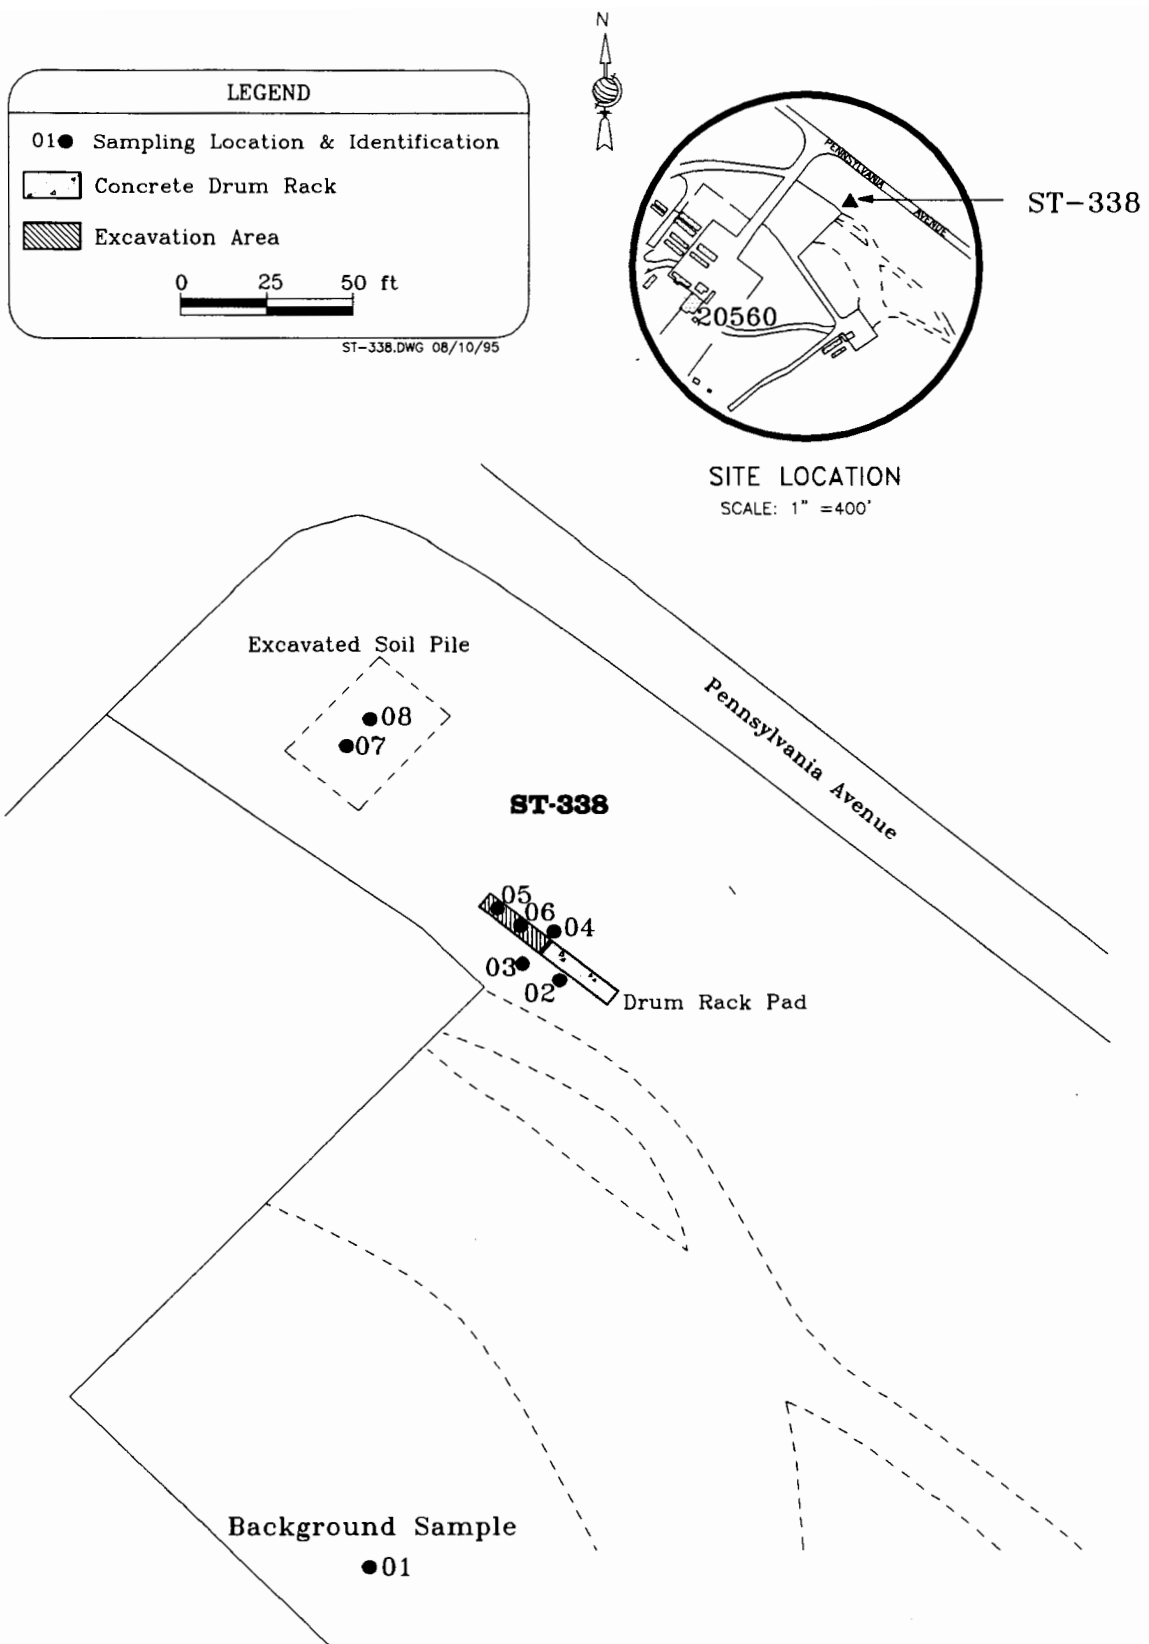 N
LEGEND
01● Sampling Location & Identification
Concrete Drum Rack
Excavation Area
0 25 50 ft
ST-338.DWG 08/10/95
PENNSYLVANIA
AVENUE
ST-338
20560
SITE LOCATION
SCALE: 1" =400'
Excavated Soil Pile
08
07
Pennsylvania Avenue
ST-338
05
06
04
03
02
Drum Rack Pad
Background Sample
01